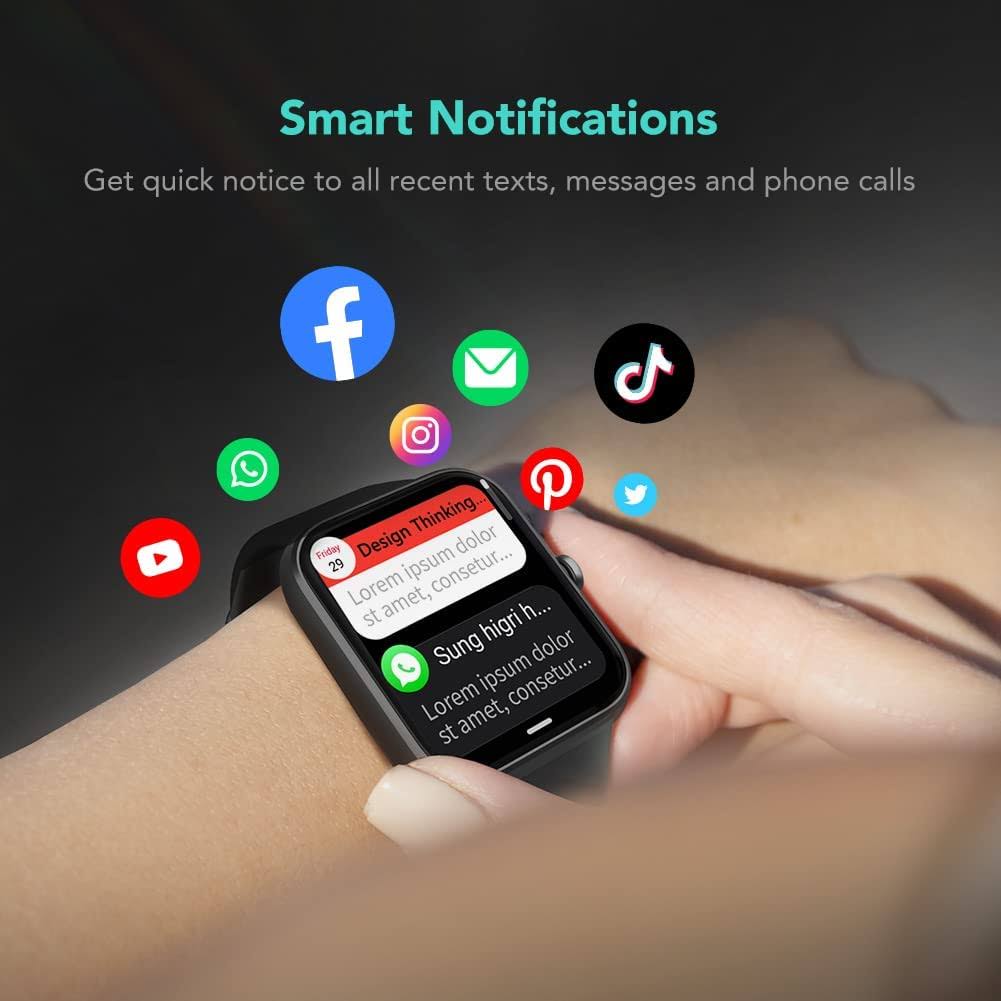 Smart Notifications
Get quick notice to all recent texts, messages and phone calls
Friday
29
Design Thinking...
Lorem ipsum dolor
st amet, consetur...
Sung higri h...
Lorem ipsum dolor
st amet, consetur...